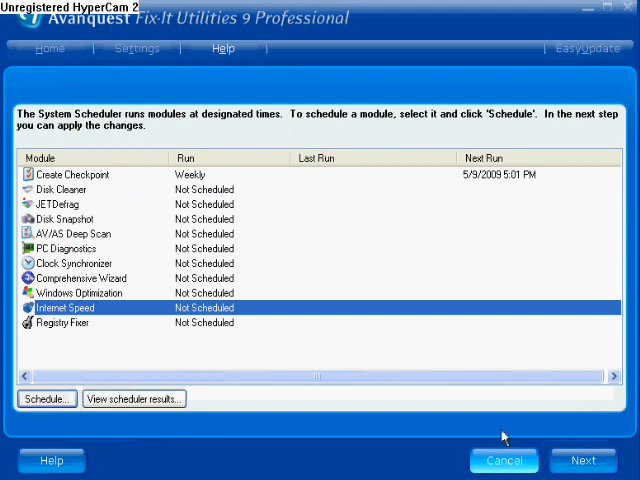 Unregistered HyperCam 2
Avanquest Fix-It Utilities 9 Professional
Home Settings Help EasyUpdate
The System Scheduler runs modules at designated times. To schedule a module, select it and click 'Schedule'. In the next step
you can apply the changes.
Module Run Last Run Next Run
Create Checkpoint Weekly 5/9/2009 5:01 PM
Disk Cleaner Not Scheduled
JETDefrag Not Scheduled
Disk Snapshot Not Scheduled
AV/AS Deep Scan Not Scheduled
PC Diagnostics Not Scheduled
Clock Synchronizer Not Scheduled
Comprehensive Wizard Not Scheduled
Windows Optimization Not Scheduled
Internet Speed Not Scheduled
Registry Fixer Not Scheduled
Schedule... View scheduler results...
Help Cancel Next